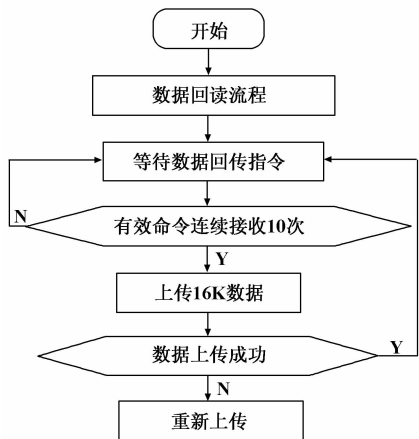 开始
数据回读流程
等待数据回传指令
N
有效命令连续接收10次
Y
上传16K数据
数据上传成功
Y
N
重新上传